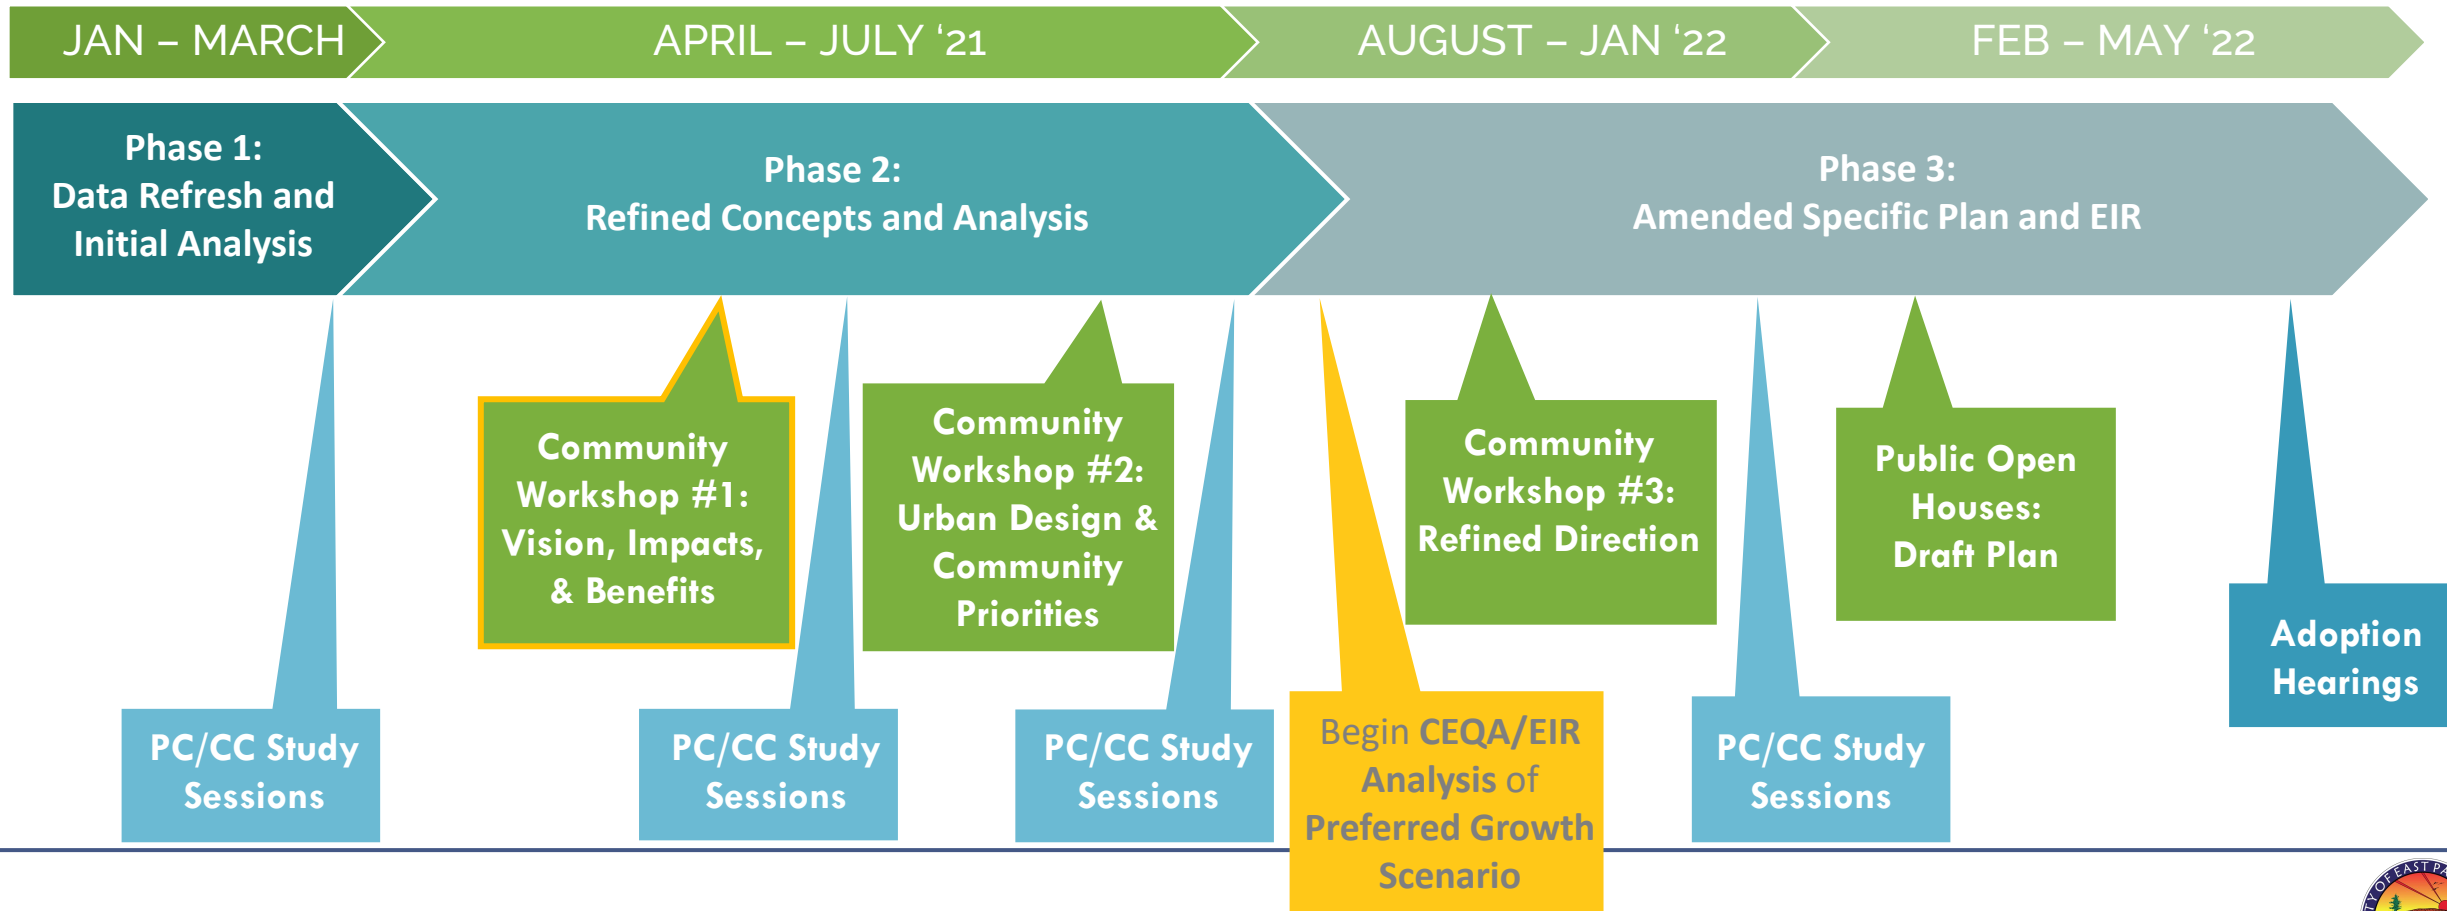 JAN – MARCH
APRIL – JULY ‘21
AUGUST – JAN ‘22
FEB – MAY ‘22
Phase 1:
Data Refresh and
Initial Analysis
Phase 2:
Refined Concepts and Analysis
Phase 3:
Amended Specific Plan and EIR
Community
Workshop #1:
Vision, Impacts,
& Benefits
Community
Workshop #2:
Urban Design &
Community
Priorities
Community
Workshop #3:
Refined Direction
Public Open
Houses:
Draft Plan
Adoption
Hearings
PC/CC Study
Sessions
PC/CC Study
Sessions
PC/CC Study
Sessions
Begin CEQA/EIR
Analysis of
Preferred Growth
Scenario
PC/CC Study
Sessions
OF EAST